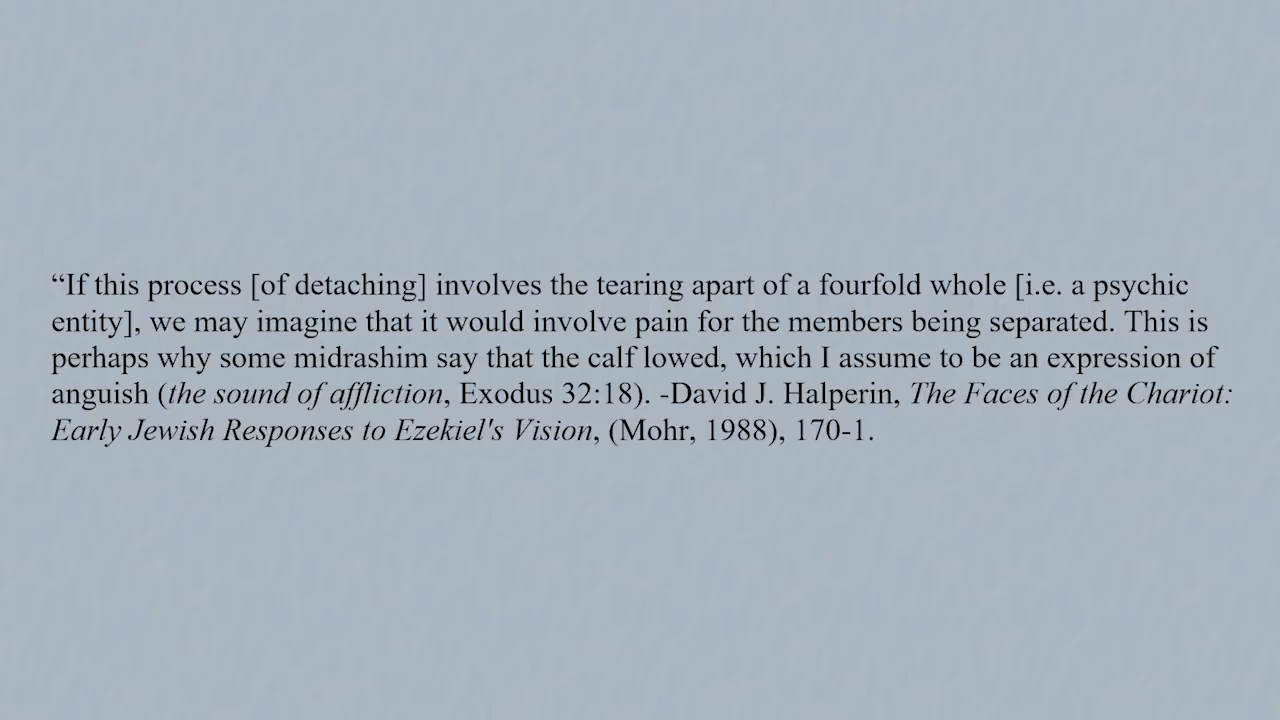 “If this process [of detaching] involves the tearing apart of a fourfold whole [i.e. a psychic
entity], we may imagine that it would involve pain for the members being separated. This is
perhaps why some midrashim say that the calf lowed, which I assume to be an expression of
anguish (the sound of affliction, Exodus 32:18). -David J. Halperin, The Faces of the Chariot:
Early Jewish Responses to Ezekiel's Vision, (Mohr, 1988), 170-1.